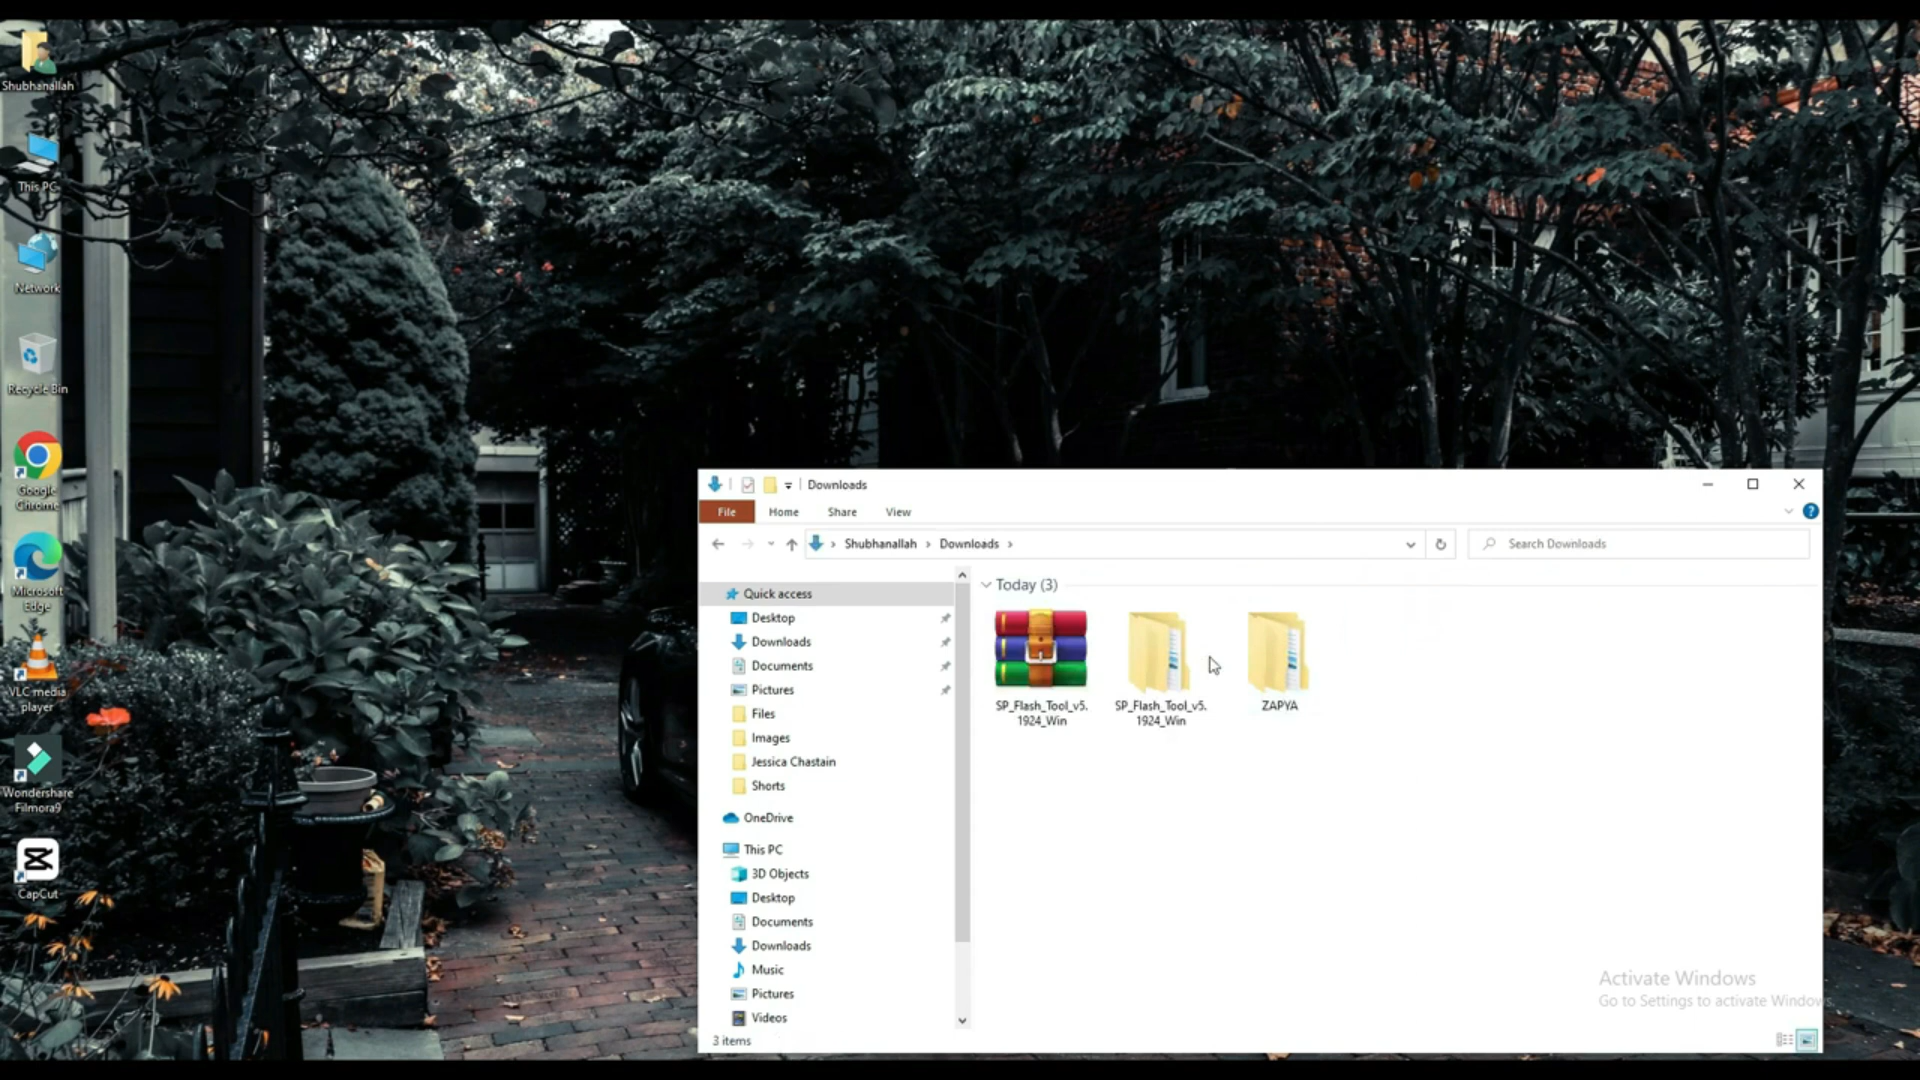 Shubhanallah
This PC
Network
Recycle Bin
Google
Chrome
Microsoft
Edge
VLC media
player
Wondershare
Filmora9
CapCut
Downloads
File
Home
Share
View
Shubhanallah
Downloads
Search Downloads
Quick access
Desktop
Downloads
Documents
Pictures
Files
Images
Jessica Chastain
Shorts
OneDrive
This PC
3D Objects
Desktop
Documents
Downloads
Music
Pictures
Videos
Today (3)
SP_Flash_Tool_v5.
1924_Win
SP_Flash_Tool_v5.
1924_Win
ZAPYA
Activate Windows
Go to Settings to activate Windows.
3 items